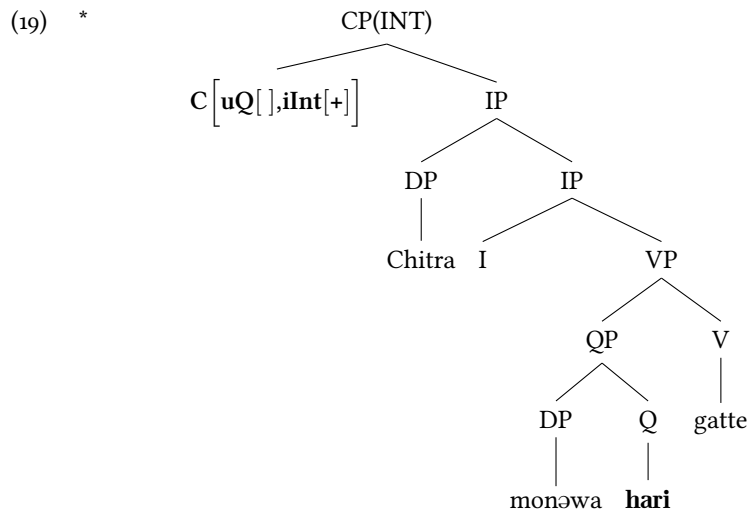 (19) * CP(INT)
C[uQ[ ],iInt[+]] IP
DP IP
Chitra I VP
QP V
DP Q gatte
monəwa hari